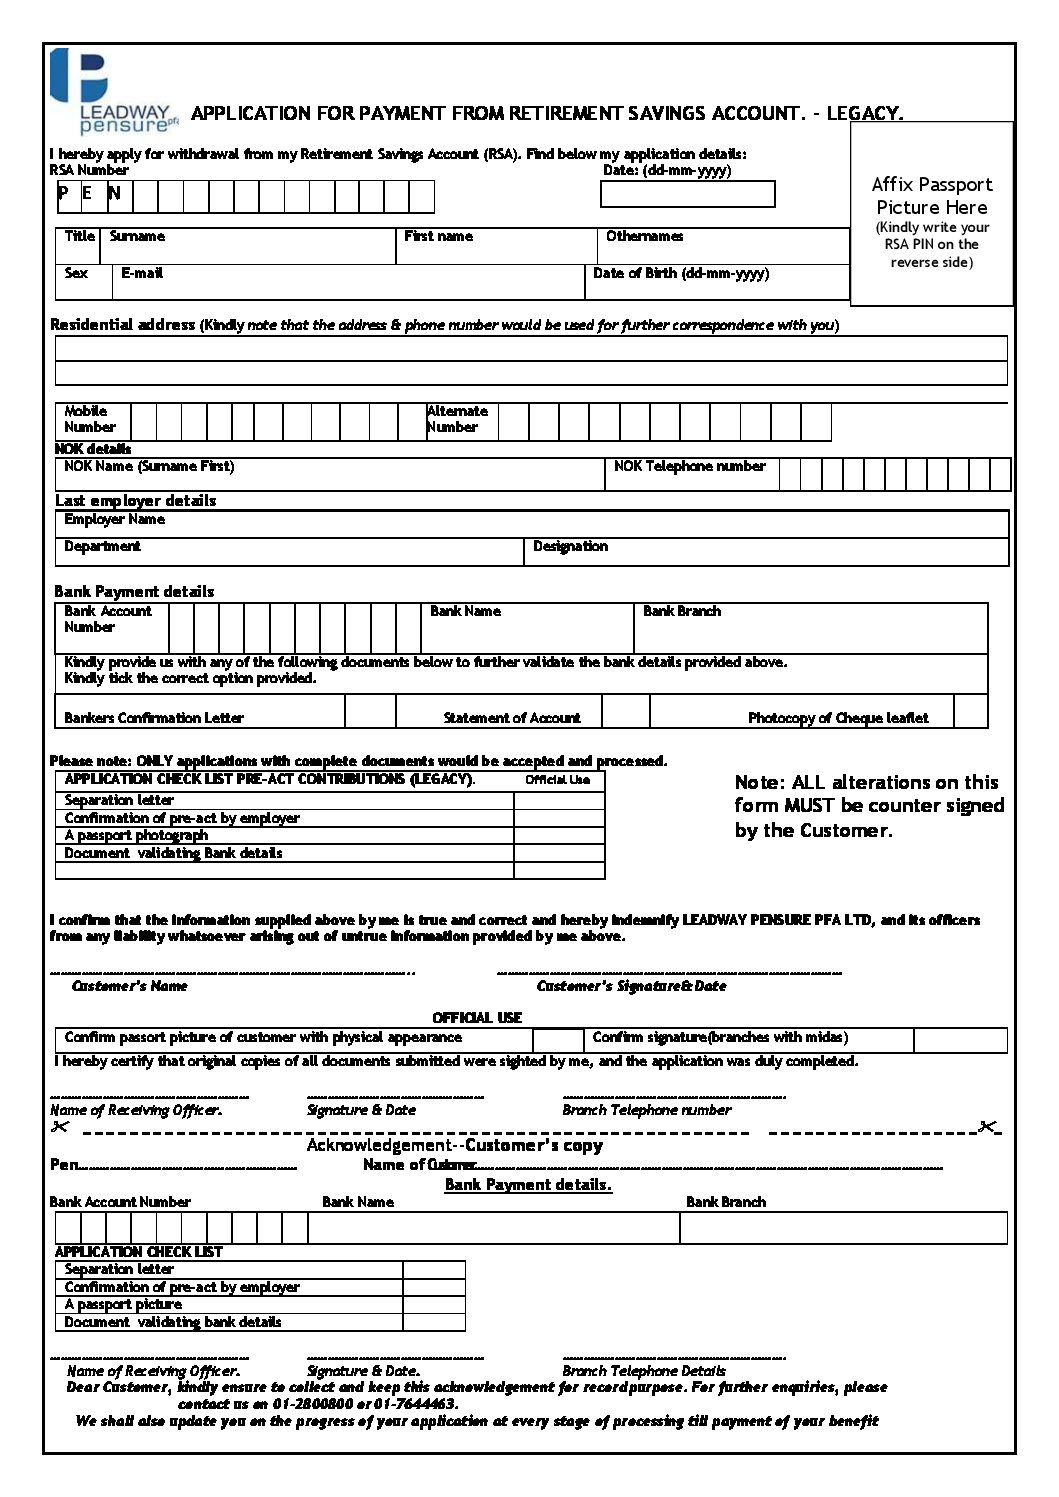 LEADWAY
pensure pfa
APPLICATION FOR PAYMENT FROM RETIREMENT SAVINGS ACCOUNT. - LEGACY.
I hereby apply for withdrawal from my Retirement Savings Account (RSA). Find below my application details:
RSA Number Date: (dd-mm-yyyy)
P E N
Affix Passport
Picture Here
(Kindly write your
RSA PIN on the
reverse side)
Title Surname First name Othernames
Sex E-mail Date of Birth (dd-mm-yyyy)
Residential address (Kindly note that the address & phone number would be used for further correspondence with you)
Mobile Number Alternate Number
NOK details
NOK Name (Surname First) NOK Telephone number
Last employer details
Employer Name
Department Designation
Bank Payment details
Bank Account Number Bank Name Bank Branch
Kindly provide us with any of the following documents below to further validate the bank details provided above.
Kindly tick the correct option provided.
Bankers Confirmation Letter Statement of Account Photocopy of Cheque leaflet
Please note: ONLY applications with complete documents would be accepted and processed.
APPLICATION CHECK LIST PRE-ACT CONTRIBUTIONS (LEGACY). Official Use
Separation letter
Confirmation of pre-act by employer
A passport photograph
Document validating Bank details
Note: ALL alterations on this
form MUST be counter signed
by the Customer.
I confirm that the information supplied above by me is true and correct and hereby indemnify LEADWAY PENSURE PFA LTD, and its officers
from any liability whatsoever arising out of untrue information provided by me above.
Customer's Name Customer's Signature&Date
OFFICIAL USE
Confirm passort picture of customer with physical appearance Confirm signature(branches with midas)
I hereby certify that original copies of all documents submitted were sighted by me, and the application was duly completed.
Name of Receiving Officer. Signature & Date Branch Telephone number
Acknowledgement--Customer's copy
Pen Name of Customer
Bank Payment details.
Bank Account Number Bank Name Bank Branch
APPLICATION CHECK LIST
Separation letter
Confirmation of pre-act by employer
A passport picture
Document validating bank details
Name of Receiving Officer. Signature & Date. Branch Telephone Details
Dear Customer, kindly ensure to collect and keep this acknowledgement for record purpose. For further enquiries, please
contact us on 01-2800800 or 01-7644463.
We shall also update you on the progress of your application at every stage of processing till payment of your benefit